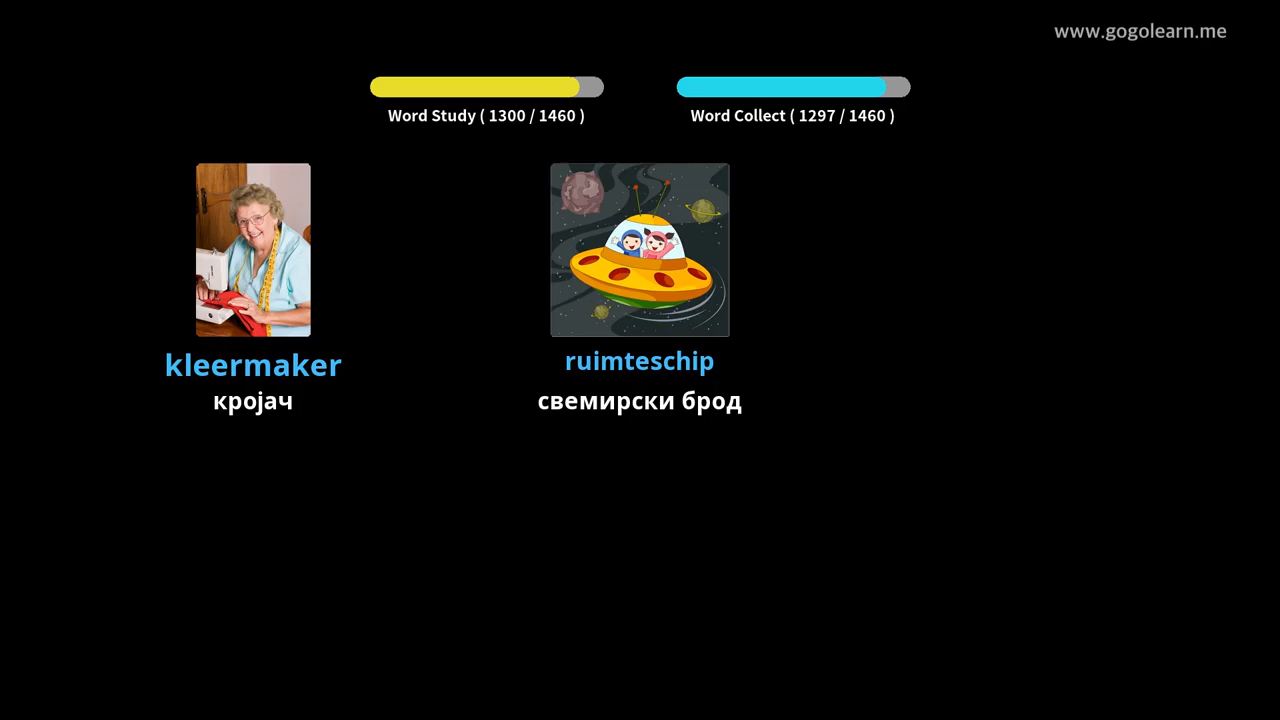 www.gogolearn.me
Word Study ( 1300 / 1460 )
Word Collect ( 1297 / 1460 )
kleermaker
кројач
ruimteschip
свемирски брод